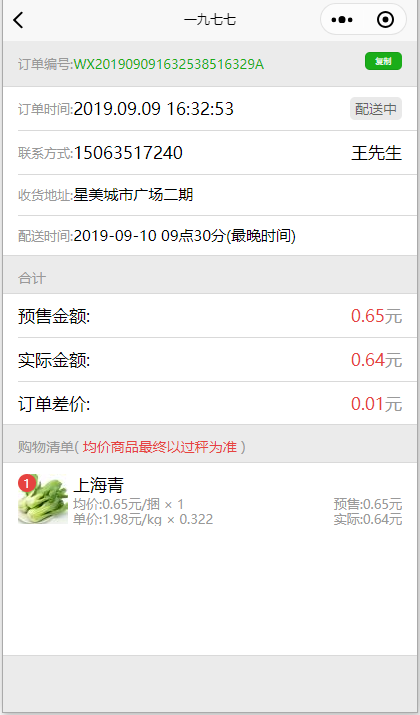 一九七七
订单编号:WX201909091632538516329A 复制
订单时间:2019.09.09 16:32:53 配送中
联系方式:15063517240 王先生
收货地址:星美城市广场二期
配送时间:2019-09-10 09点30分(最晚时间)
合计
预售金额: 0.65元
实际金额: 0.64元
订单差价: 0.01元
购物清单( 均价商品最终以过秤为准 )
1 上海青
均价:0.65元/捆 × 1 预售:0.65元
单价:1.98元/kg × 0.322 实际:0.64元